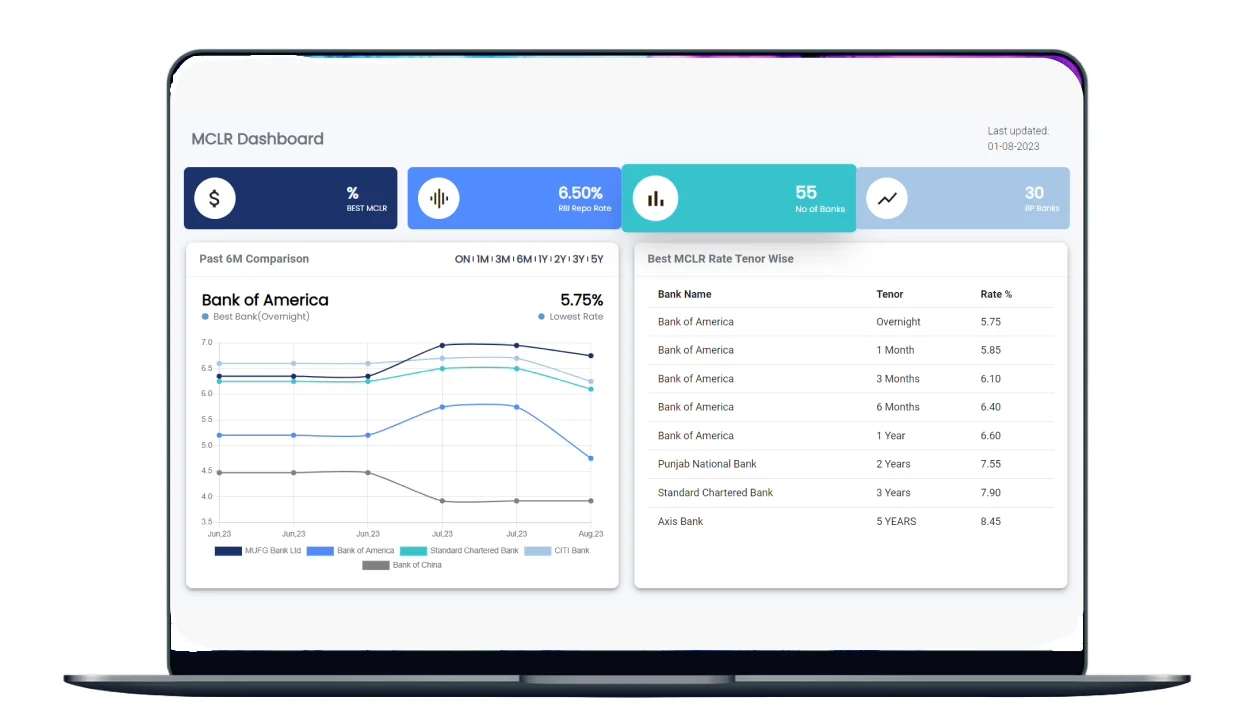 MCLR Dashboard
Last updated:
01-08-2023
%
BEST MCLR
6.50%
RBI Repo Rate
55
No of Banks
30
BP Banks
Past 6M Comparison
ON 1M 3M 6M 1Y 2Y 3Y 5Y
Bank of America
5.75%
Best Bank(Overnight)
Lowest Rate
7.0
6.5
6.0
5.5
5.0
4.5
4.0
3.5
Jun,23 Jun,23 Jun,23 Jul,23 Jul,23 Aug,23
MUFG Bank Ltd Bank of America Standard Chartered Bank CITI Bank
Bank of China
Best MCLR Rate Tenor Wise
Bank Name Tenor Rate %
Bank of America Overnight 5.75
Bank of America 1 Month 5.85
Bank of America 3 Months 6.10
Bank of America 6 Months 6.40
Bank of America 1 Year 6.60
Punjab National Bank 2 Years 7.55
Standard Chartered Bank 3 Years 7.90
Axis Bank 5 YEARS 8.45